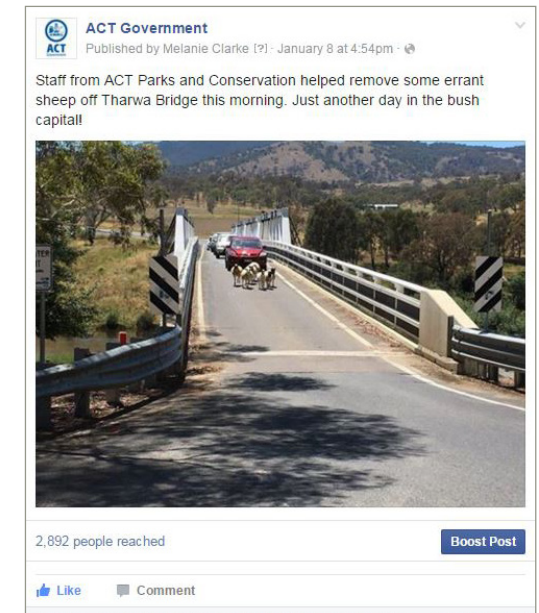 ACT Government
Published by Melanie Clarke [?] · January 8 at 4:54pm ·
Staff from ACT Parks and Conservation helped remove some errant
sheep off Tharwa Bridge this morning. Just another day in the bush
capital!
ACT
2,892 people reached
Boost Post
Like
Comment